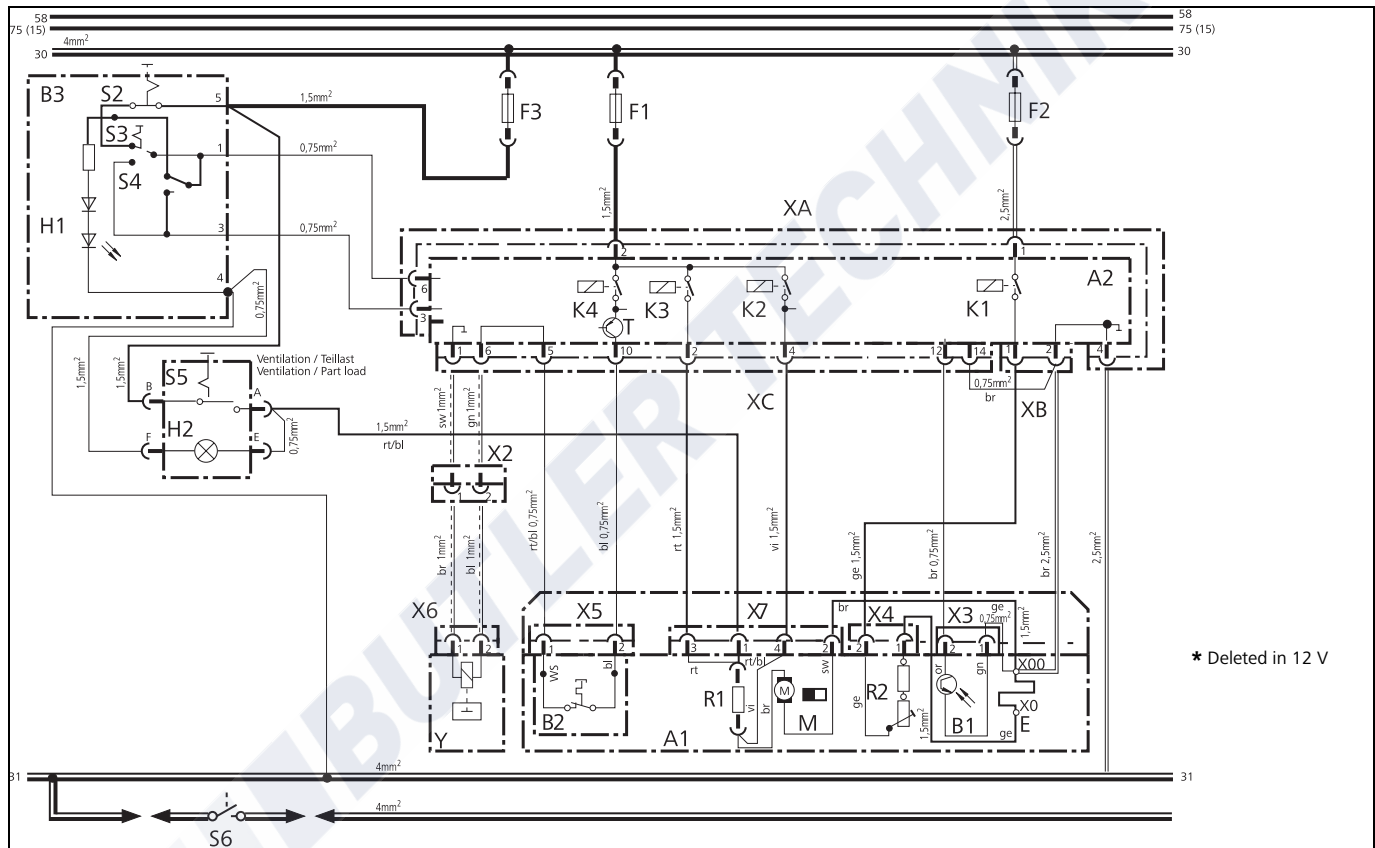 58
58
75 (15)
75 (15)
4mm²
30
30
B3
S2
5
1,5mm²
F3
F1
F2
S3
1
0,75mm²
S4
1,5mm²
2,5mm²
XA
H1
3
0,75mm²
2
1
4
0,75mm²
6
3
K4
K3
K2
K1
A2
T
1
6
5
10
2
4
12
14
1
2
4
1,5mm²
1,5mm²
Ventilation / Teillast
Ventilation / Part load
S5
B
A
0,75mm²
br
XC
XB
sw 1mm²
gn 1mm²
H2
F
E
0,75mm²
1,5mm²
rt/bl
X2
1
2
br 1mm²
bl 1mm²
rt/bl 0,75mm²
bl 0,75mm²
rt 1,5mm²
vi 1,5mm²
ge 1,5mm²
br 0,75mm²
br 2,5mm²
2,5mm²
X6
X5
X7
br
X4
X3
ge
0,75mm²
1,5mm²
1
2
1
2
3
1
4
2
2
1
2
1
ws
bl
rt
rt/bl
sw
or
gn
X00
R1
vi
br
M
M
ge
R2
1,5mm²
B1
X0
E
ge
B2
Y
A1
* Deleted in 12 V
31
4mm²
31
4mm²
S6
BUTLER TECHNIK